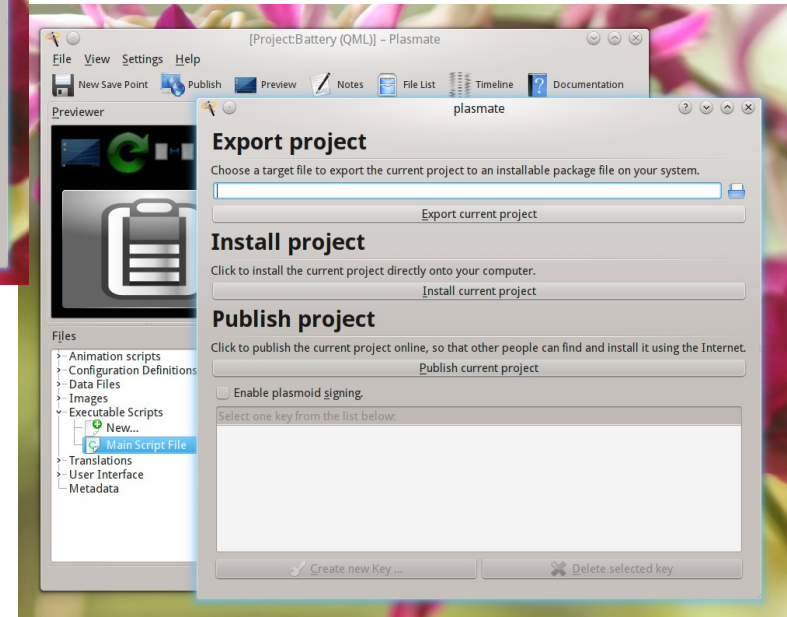 [Project:Battery (QML)] – Plasmate
File View Settings Help
New Save Point Publish Preview Notes File List Timeline Documentation
Previewer
plasmate
Export project
Choose a target file to export the current project to an installable package file on your system.
Export current project
Install project
Click to install the current project directly onto your computer.
Install current project
Publish project
Click to publish the current project online, so that other people can find and install it using the Internet.
Publish current project
Enable plasmoid signing.
Select one key from the list below:
Create new Key ...
Delete selected key
Files
Animation scripts
Configuration Definitions
Data Files
Images
Executable Scripts
New...
Main Script File
Translations
User Interface
Metadata